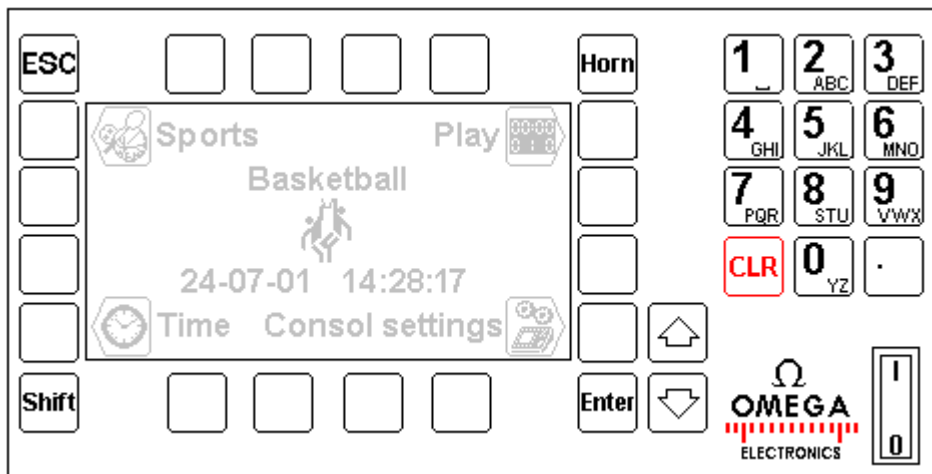 ESC Horn
1 2 ABC 3 DEF
Sports Play
4 GHI 5 JKL 6 MNO
Basketball
7 PQR 8 STU 9 VWX
24-07-01 14:28:17
CLR 0 YZ .
Time Consol settings
Shift Enter
Ω
OMEGA
ELECTRONICS
I
0